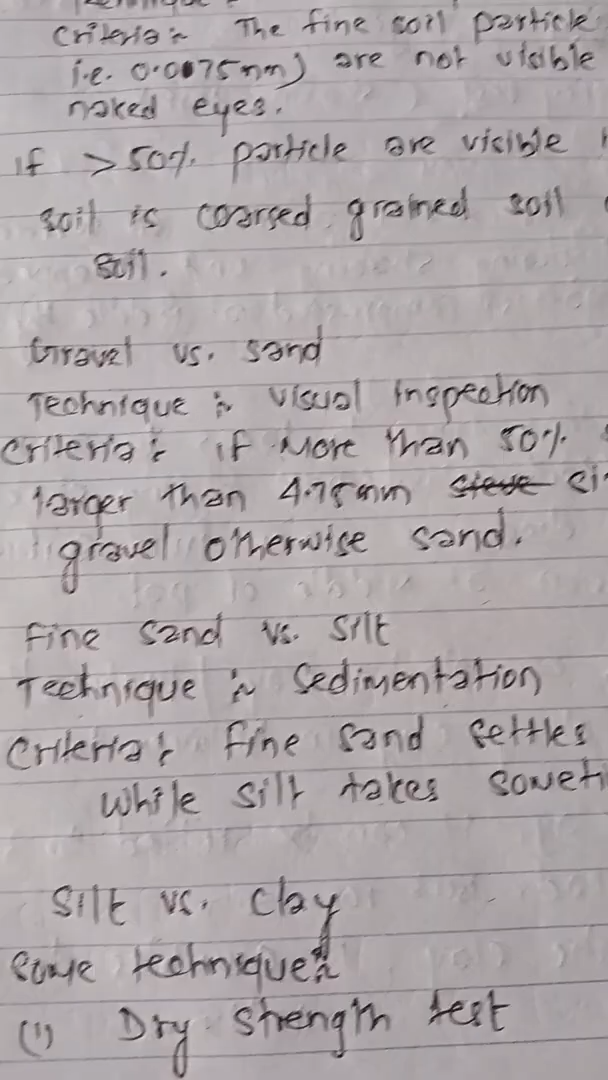 Technique :-
Criteria :- The fine soil particle
i.e. 0.0075mm) are not visible
naked eyes.
if >50% particle are visible
soil is coarsed grained soil
soil.
Gravel vs. sand
Technique :- visual inspection
Criteria : if more than 50%
larger than 4.75mm sieve si
gravel otherwise sand.
Fine sand vs. silt
Technique :- Sedimentation
Criteria : fine sand settles
while silt takes someti
Silt vs. clay
Some technique :-
(1) Dry strength test